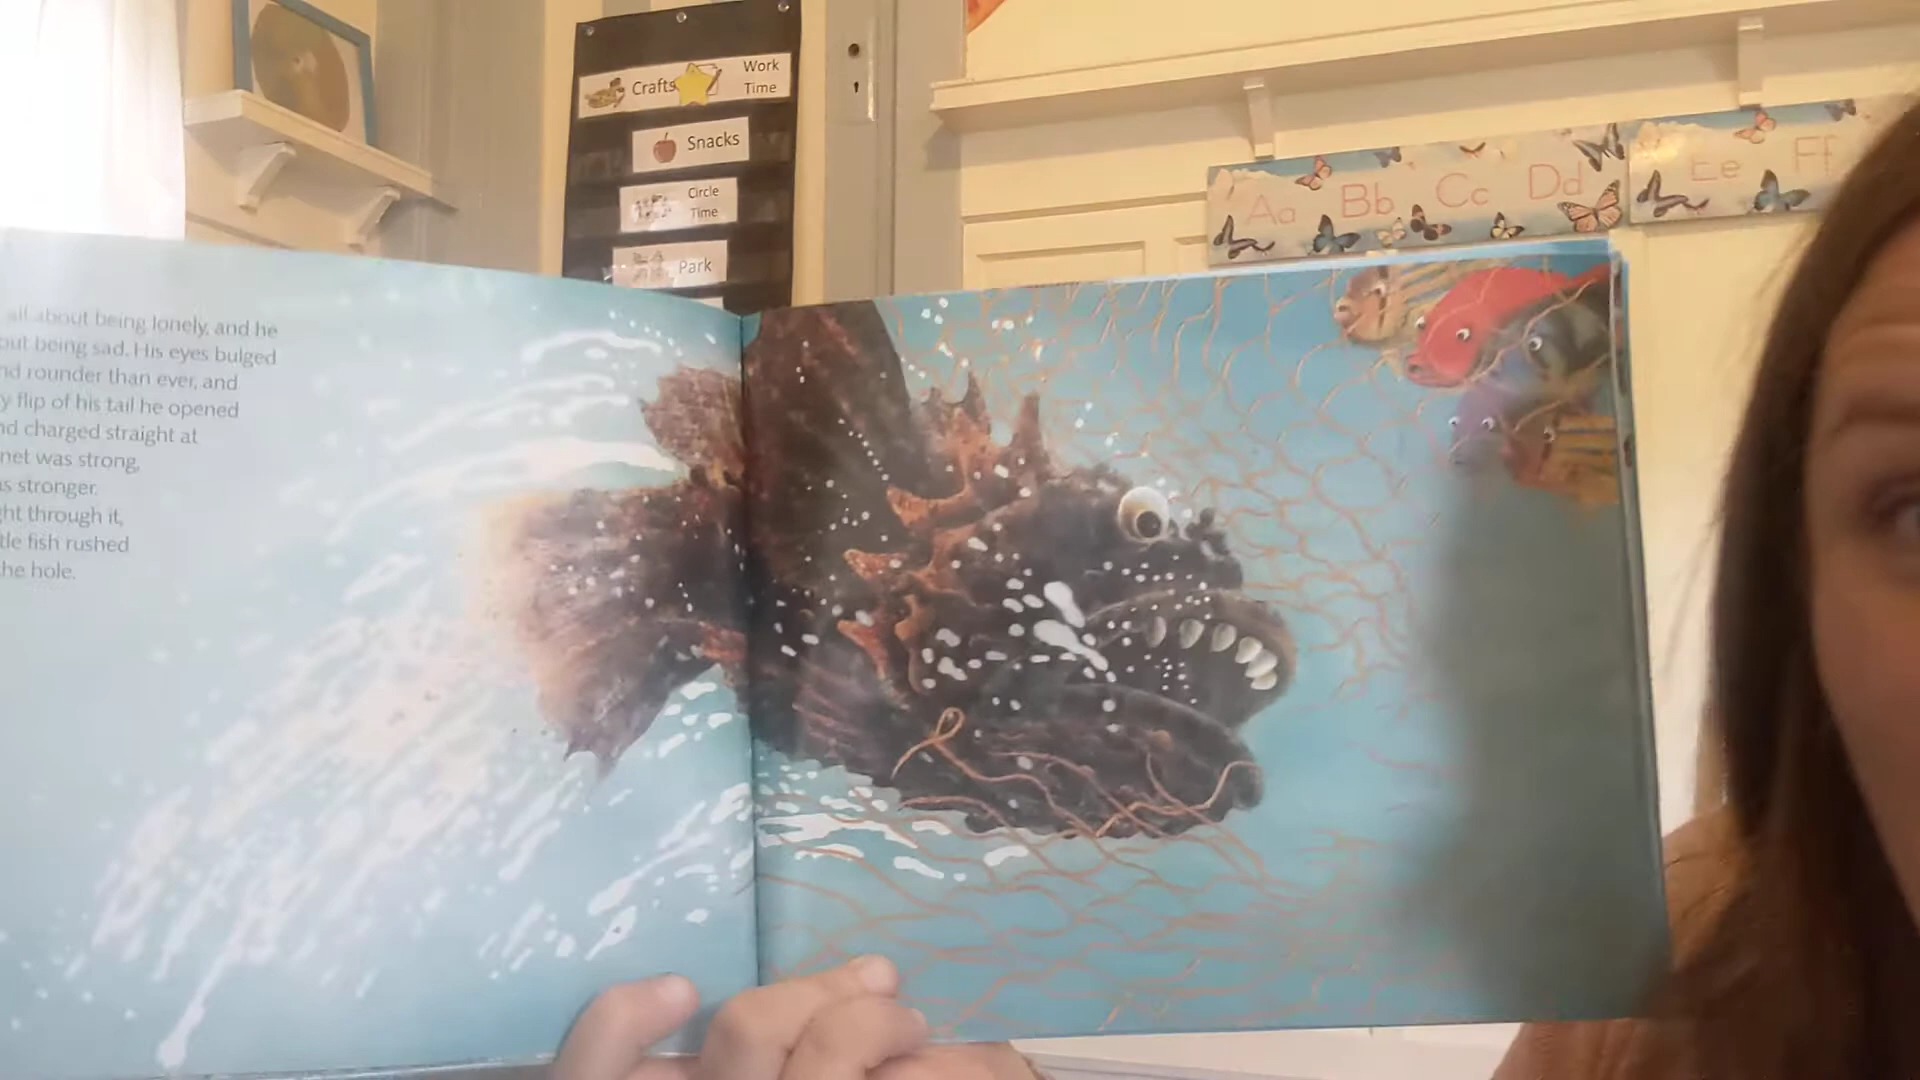 Crafts
Work
Time
Snacks
Circle
Time
Park
Aa Bb Cc Dd Ee Ff
all about being lonely, and he
out being sad. His eyes bulged
nd rounder than ever, and
y flip of his tail he opened
nd charged straight at
net was strong,
s stronger.
ght through it,
tle fish rushed
he hole.